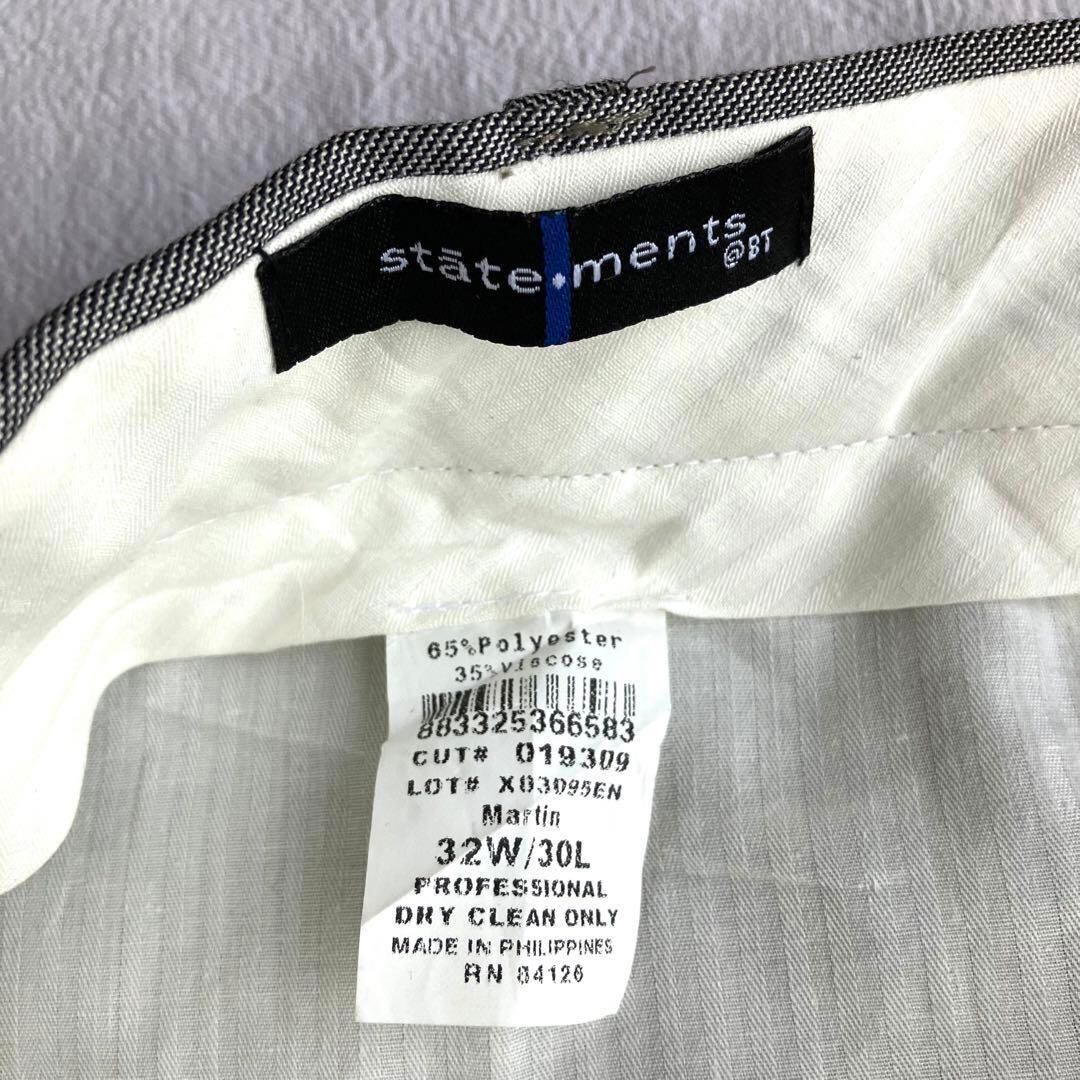 stāte•ments
@BT
65%Polyester
35%Viscose
883325366583
CUT# 019309
LOT# X03095EN
Martin
32W/30L
PROFESSIONAL
DRY CLEAN ONLY
MADE IN PHILIPPINES
RN 84126